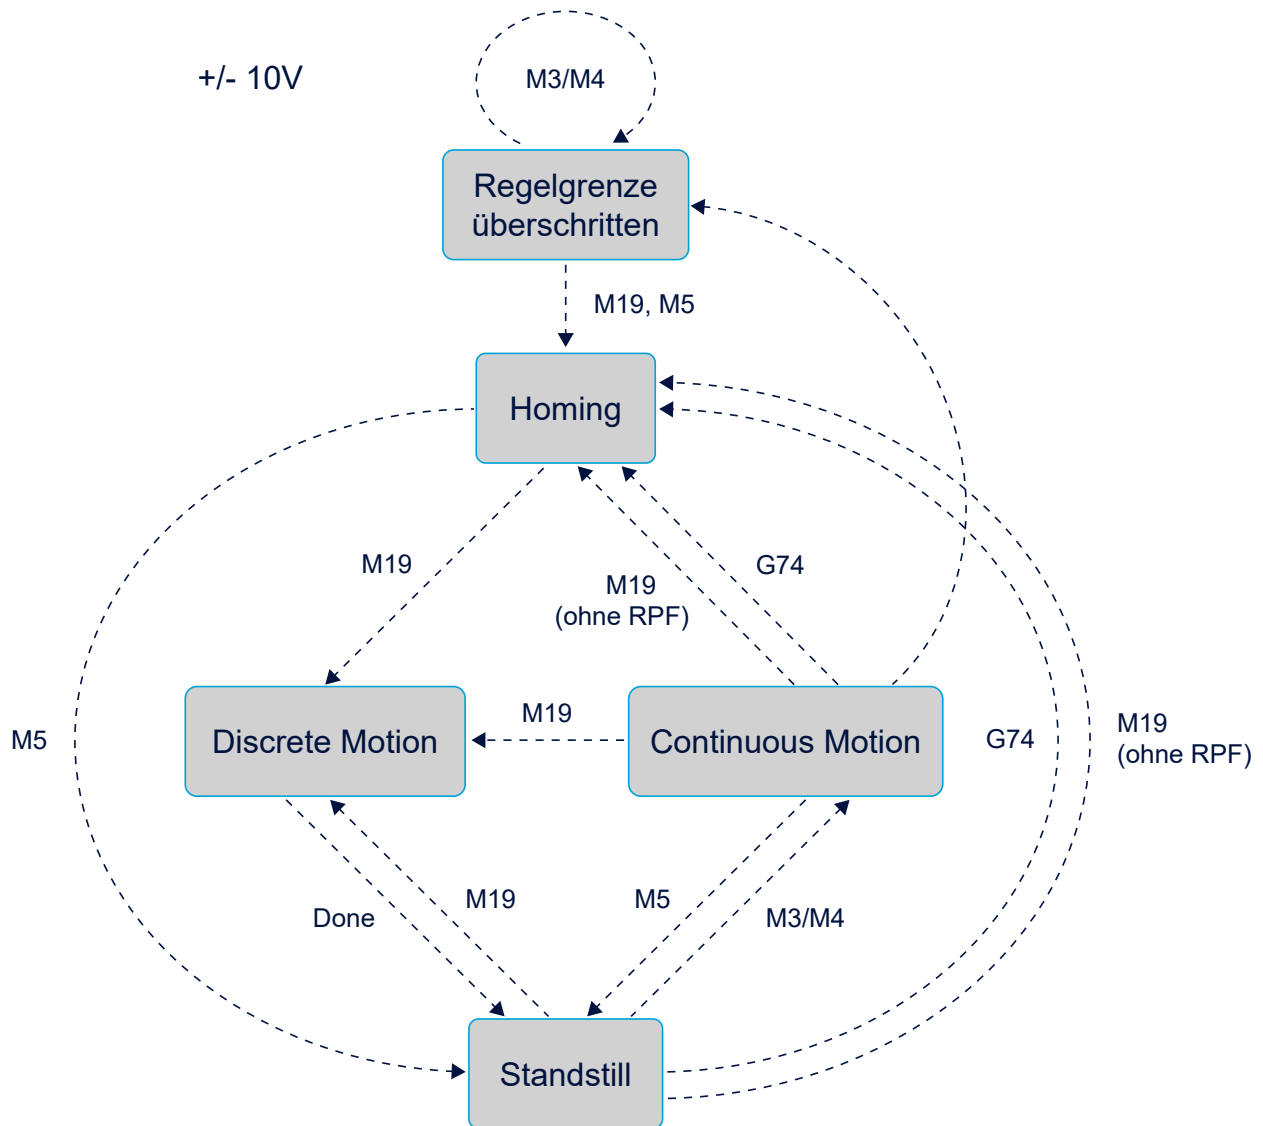 +/- 10V
M3/M4
Regelgrenze
überschritten
M19, M5
Homing
M19
M19
(ohne RPF)
G74
Discrete Motion
M19
Continuous Motion
M5
G74
M19
(ohne RPF)
Done
M19
M5
M3/M4
Standstill